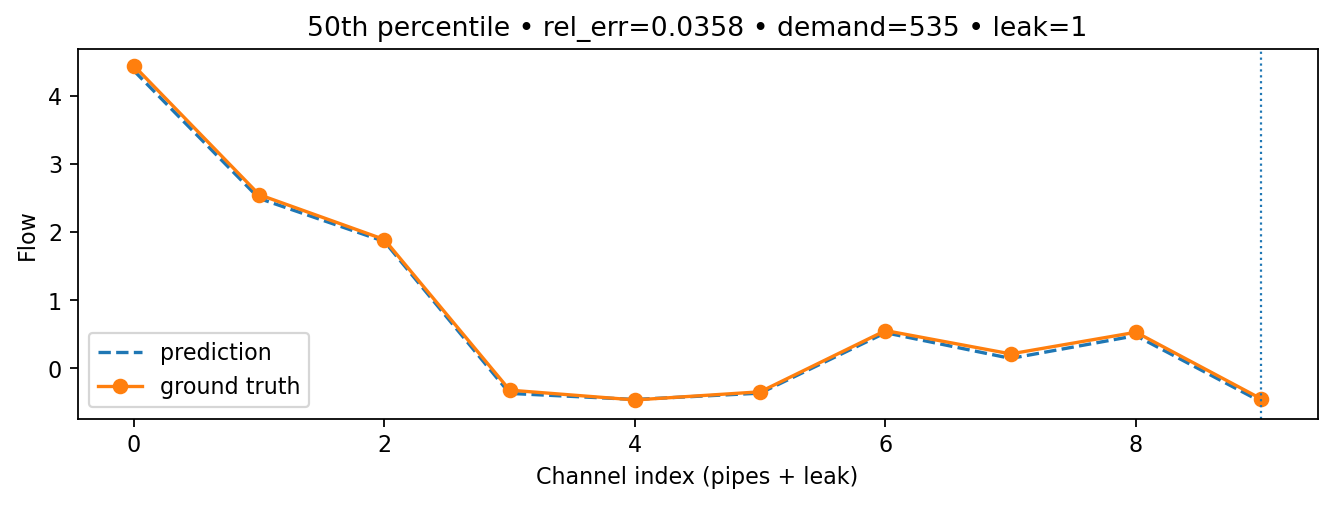 50th percentile • rel_err=0.0358 • demand=535 • leak=1
Flow
4
3
2
1
0
prediction
ground truth
0 2 4 6 8
Channel index (pipes + leak)